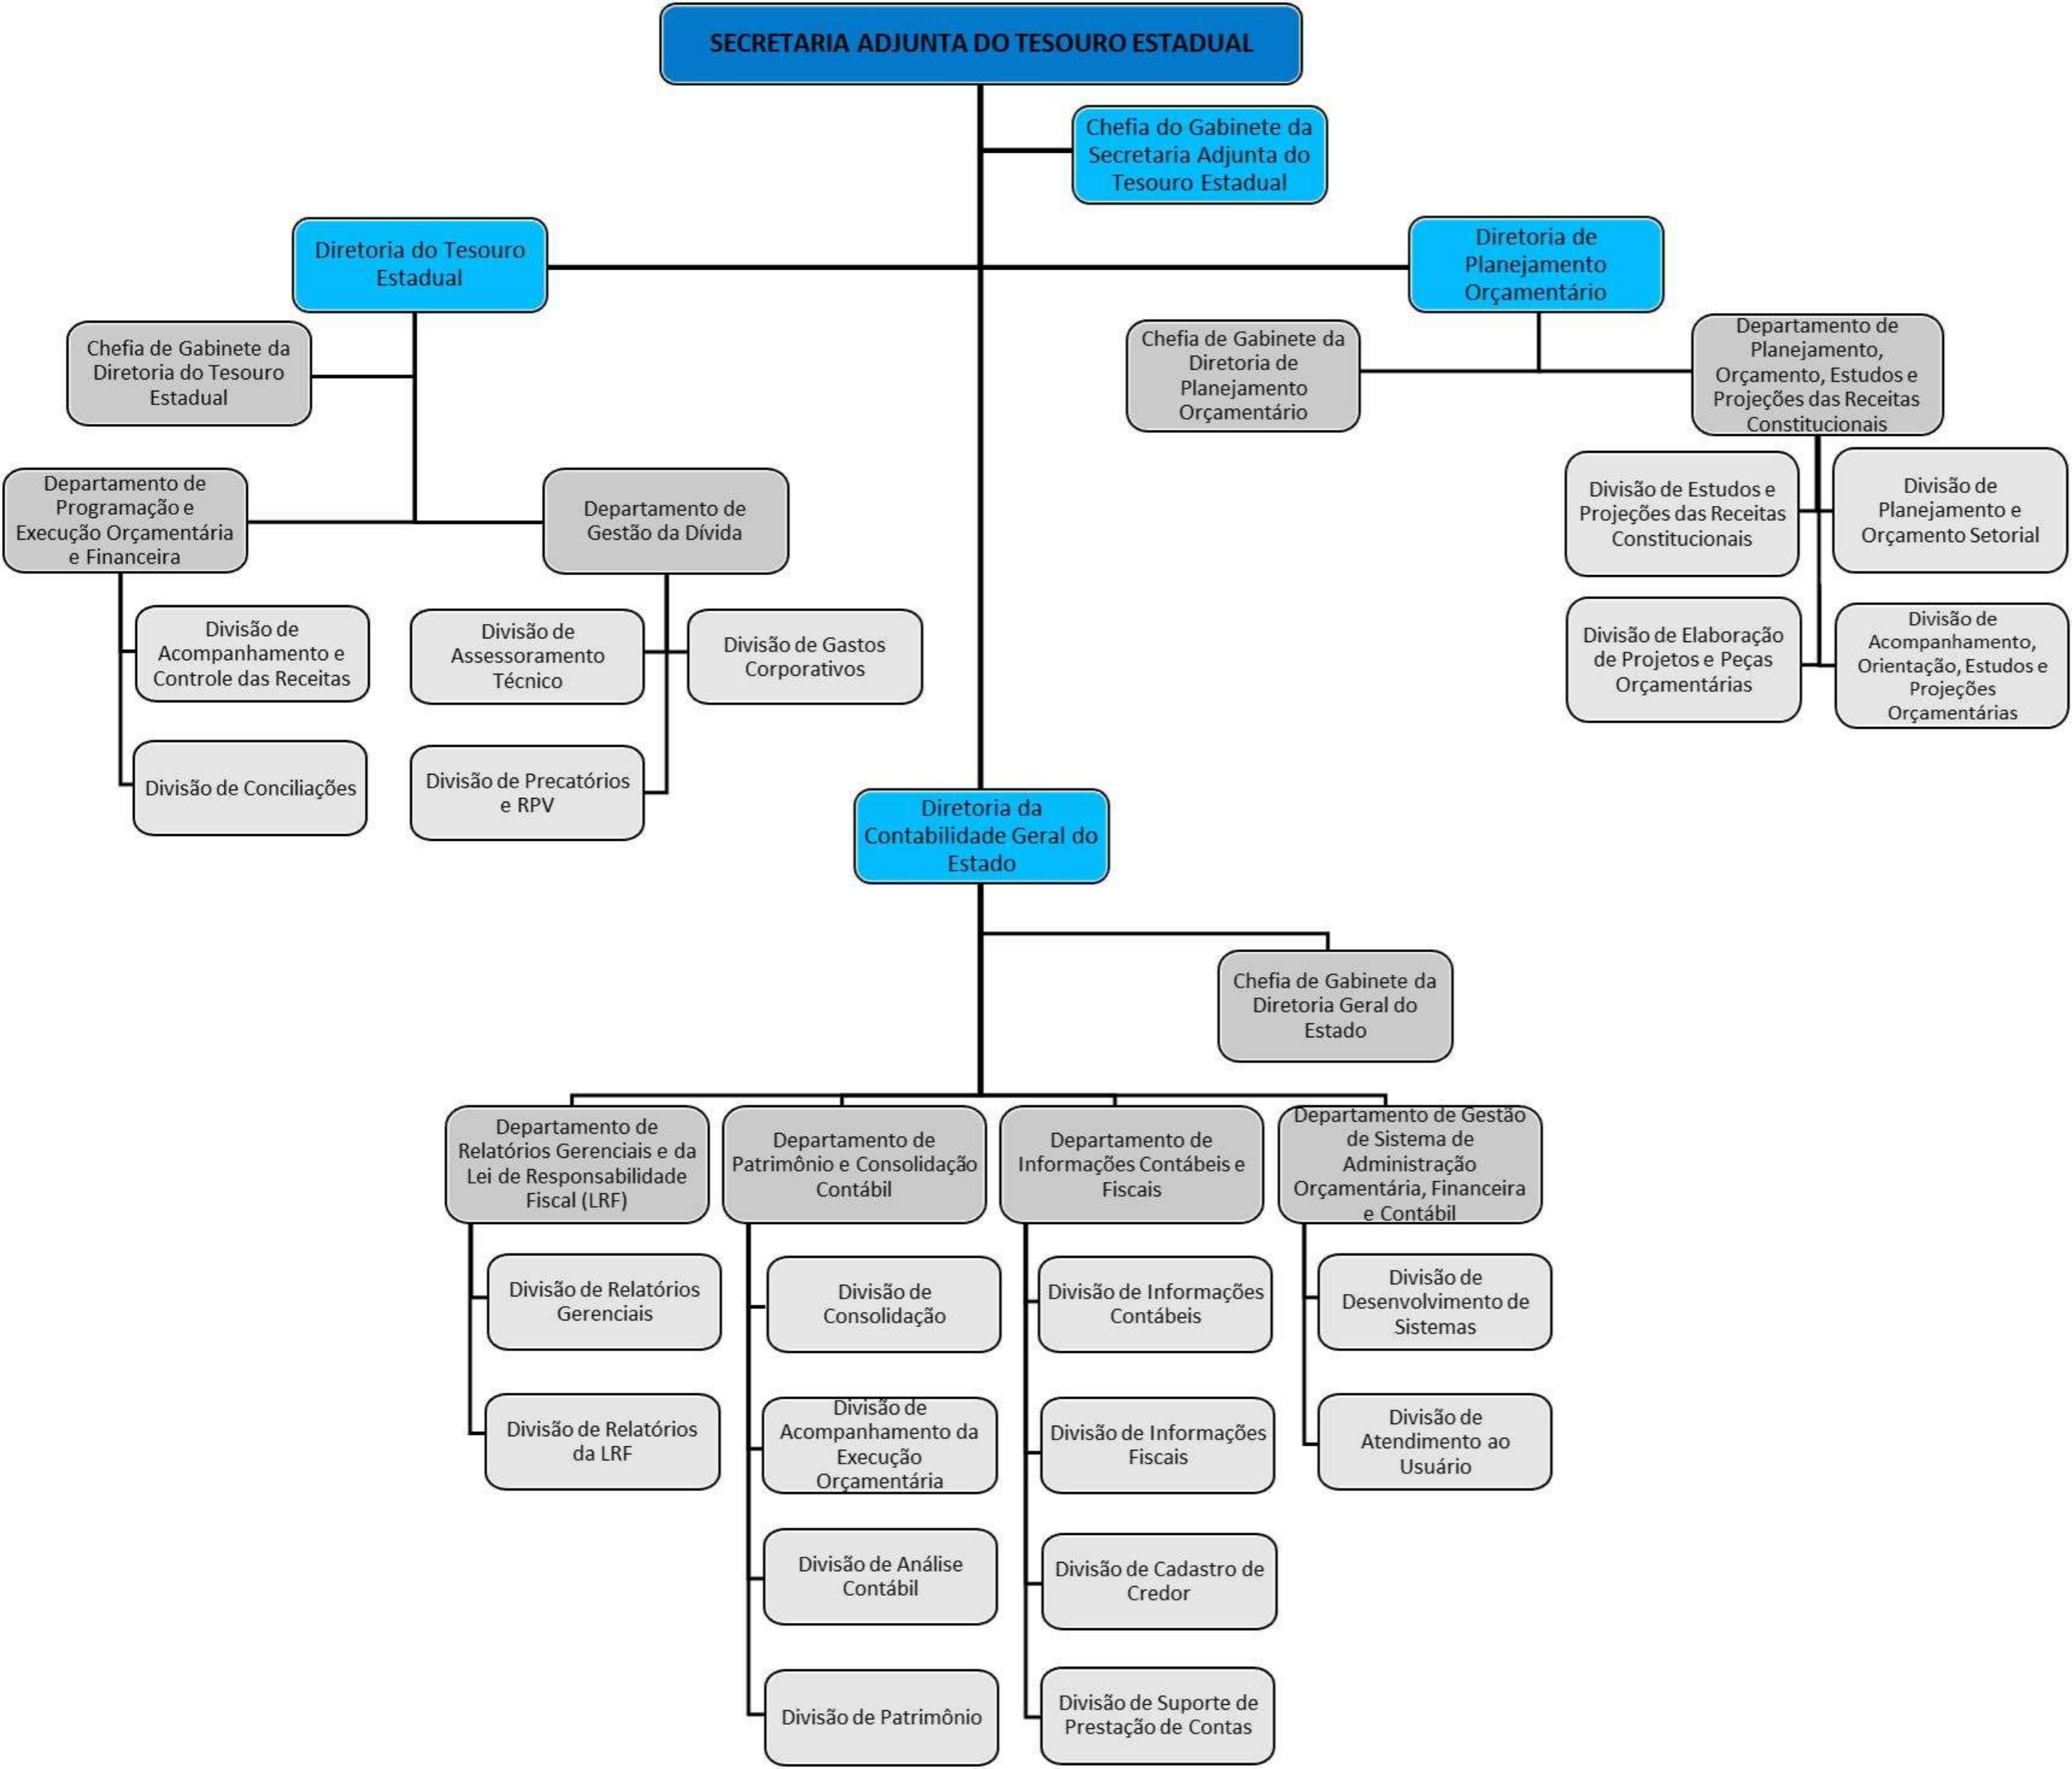 SECRETARIA ADJUNTA DO TESOURO ESTADUAL
Chefia do Gabinete da
Secretaria Adjunta do
Tesouro Estadual
Diretoria do Tesouro
Estadual
Diretoria de
Planejamento
Orçamentário
Chefia de Gabinete da
Diretoria do Tesouro
Estadual
Chefia de Gabinete da
Diretoria de
Planejamento
Orçamentário
Departamento de
Planejamento,
Orçamento, Estudos e
Projeções das Receitas
Constitucionais
Departamento de
Programação e
Execução Orçamentária
e Financeira
Departamento de
Gestão da Dívida
Divisão de Estudos e
Projeções das Receitas
Constitucionais
Divisão de
Planejamento e
Orçamento Setorial
Divisão de
Acompanhamento e
Controle das Receitas
Divisão de
Assessoramento
Técnico
Divisão de Gastos
Corporativos
Divisão de Elaboração
de Projetos e Peças
Orçamentárias
Divisão de
Acompanhamento,
Orientação, Estudos e
Projeções
Orçamentárias
Divisão de Conciliações
Divisão de Precatórios
e RPV
Diretoria da
Contabilidade Geral do
Estado
Chefia de Gabinete da
Diretoria Geral do
Estado
Departamento de
Relatórios Gerenciais e da
Lei de Responsabilidade
Fiscal (LRF)
Departamento de
Patrimônio e Consolidação
Contábil
Departamento de
Informações Contábeis e
Fiscais
Departamento de Gestão
de Sistema de
Administração
Orçamentária, Financeira
e Contábil
Divisão de Relatórios
Gerenciais
Divisão de
Consolidação
Divisão de Informações
Contábeis
Divisão de
Desenvolvimento de
Sistemas
Divisão de Relatórios
da LRF
Divisão de
Acompanhamento da
Execução
Orçamentária
Divisão de Informações
Fiscais
Divisão de
Atendimento ao
Usuário
Divisão de Análise
Contábil
Divisão de Cadastro de
Credor
Divisão de Patrimônio
Divisão de Suporte de
Prestação de Contas